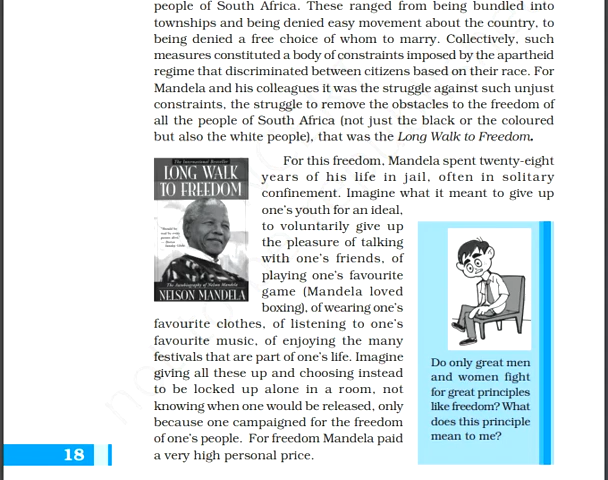 people of South Africa. These ranged from being bundled into
townships and being denied easy movement about the country, to
being denied a free choice of whom to marry. Collectively, such
measures constituted a body of constraints imposed by the apartheid
regime that discriminated between citizens based on their race. For
Mandela and his colleagues it was the struggle against such unjust
constraints, the struggle to remove the obstacles to the freedom of
all the people of South Africa (not just the black or the coloured
but also the white people), that was the Long Walk to Freedom.
The International Bestseller
LONG WALK
TO FREEDOM
The Autobiography of Nelson Mandela
NELSON MANDELA
For this freedom, Mandela spent twenty-eight
years of his life in jail, often in solitary
confinement. Imagine what it meant to give up
one's youth for an ideal,
to voluntarily give up
the pleasure of talking
with one's friends, of
playing one's favourite
game (Mandela loved
boxing), of wearing one's
favourite clothes, of listening to one's
favourite music, of enjoying the many
festivals that are part of one's life. Imagine
giving all these up and choosing instead
to be locked up alone in a room, not
knowing when one would be released, only
because one campaigned for the freedom
of one's people. For freedom Mandela paid
a very high personal price.
Do only great men
and women fight
for great principles
like freedom? What
does this principle
mean to me?
18